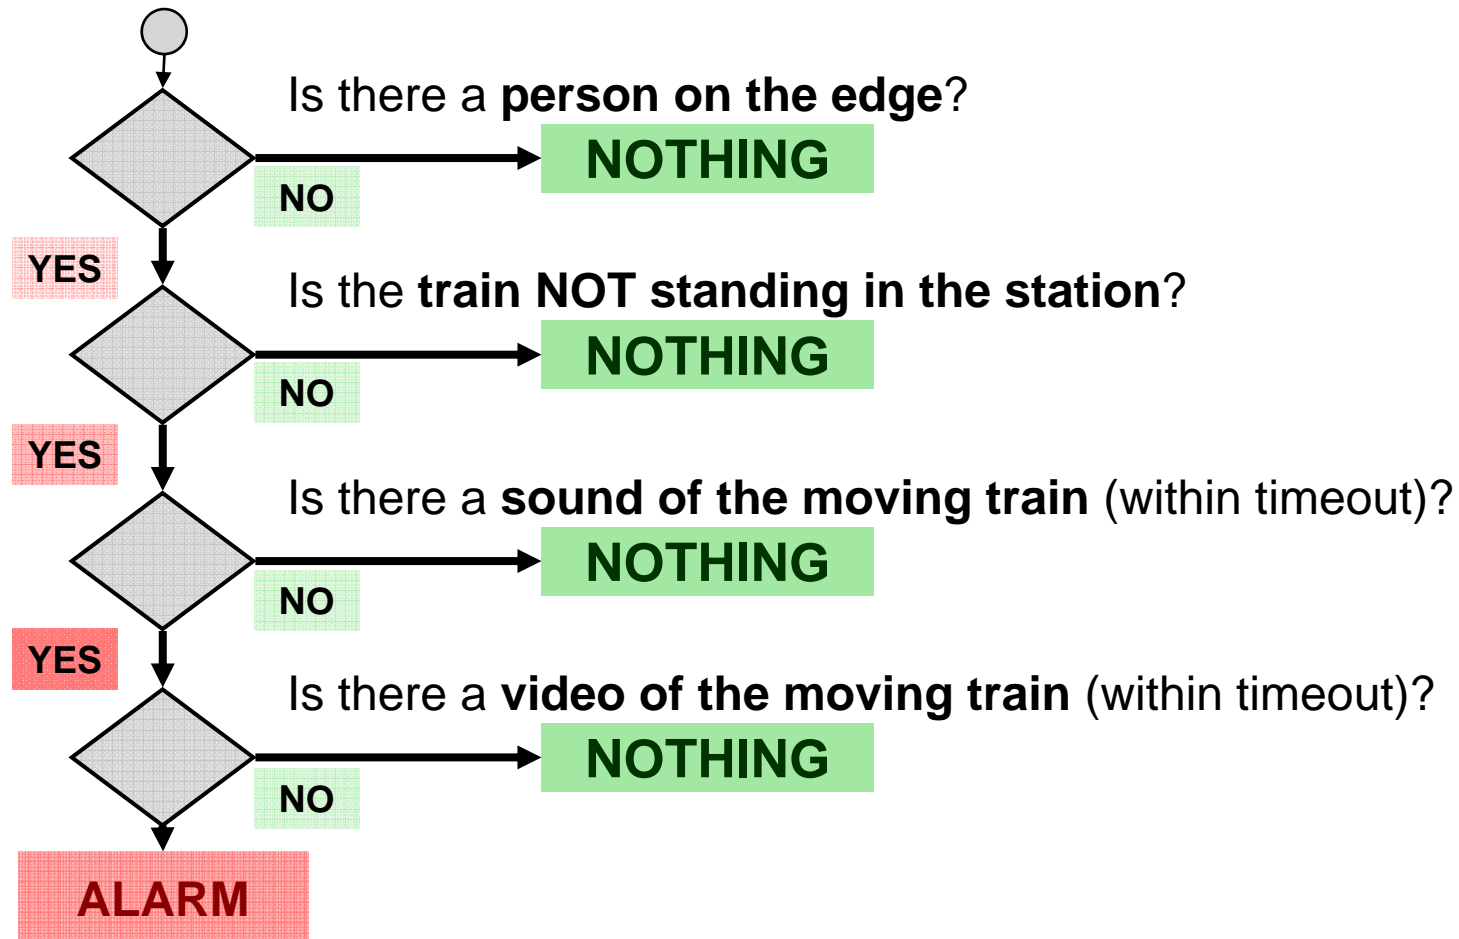 Is there a person on the edge?
NOTHING
NO
YES
Is the train NOT standing in the station?
NOTHING
NO
YES
Is there a sound of the moving train (within timeout)?
NOTHING
NO
YES
Is there a video of the moving train (within timeout)?
NOTHING
NO
ALARM